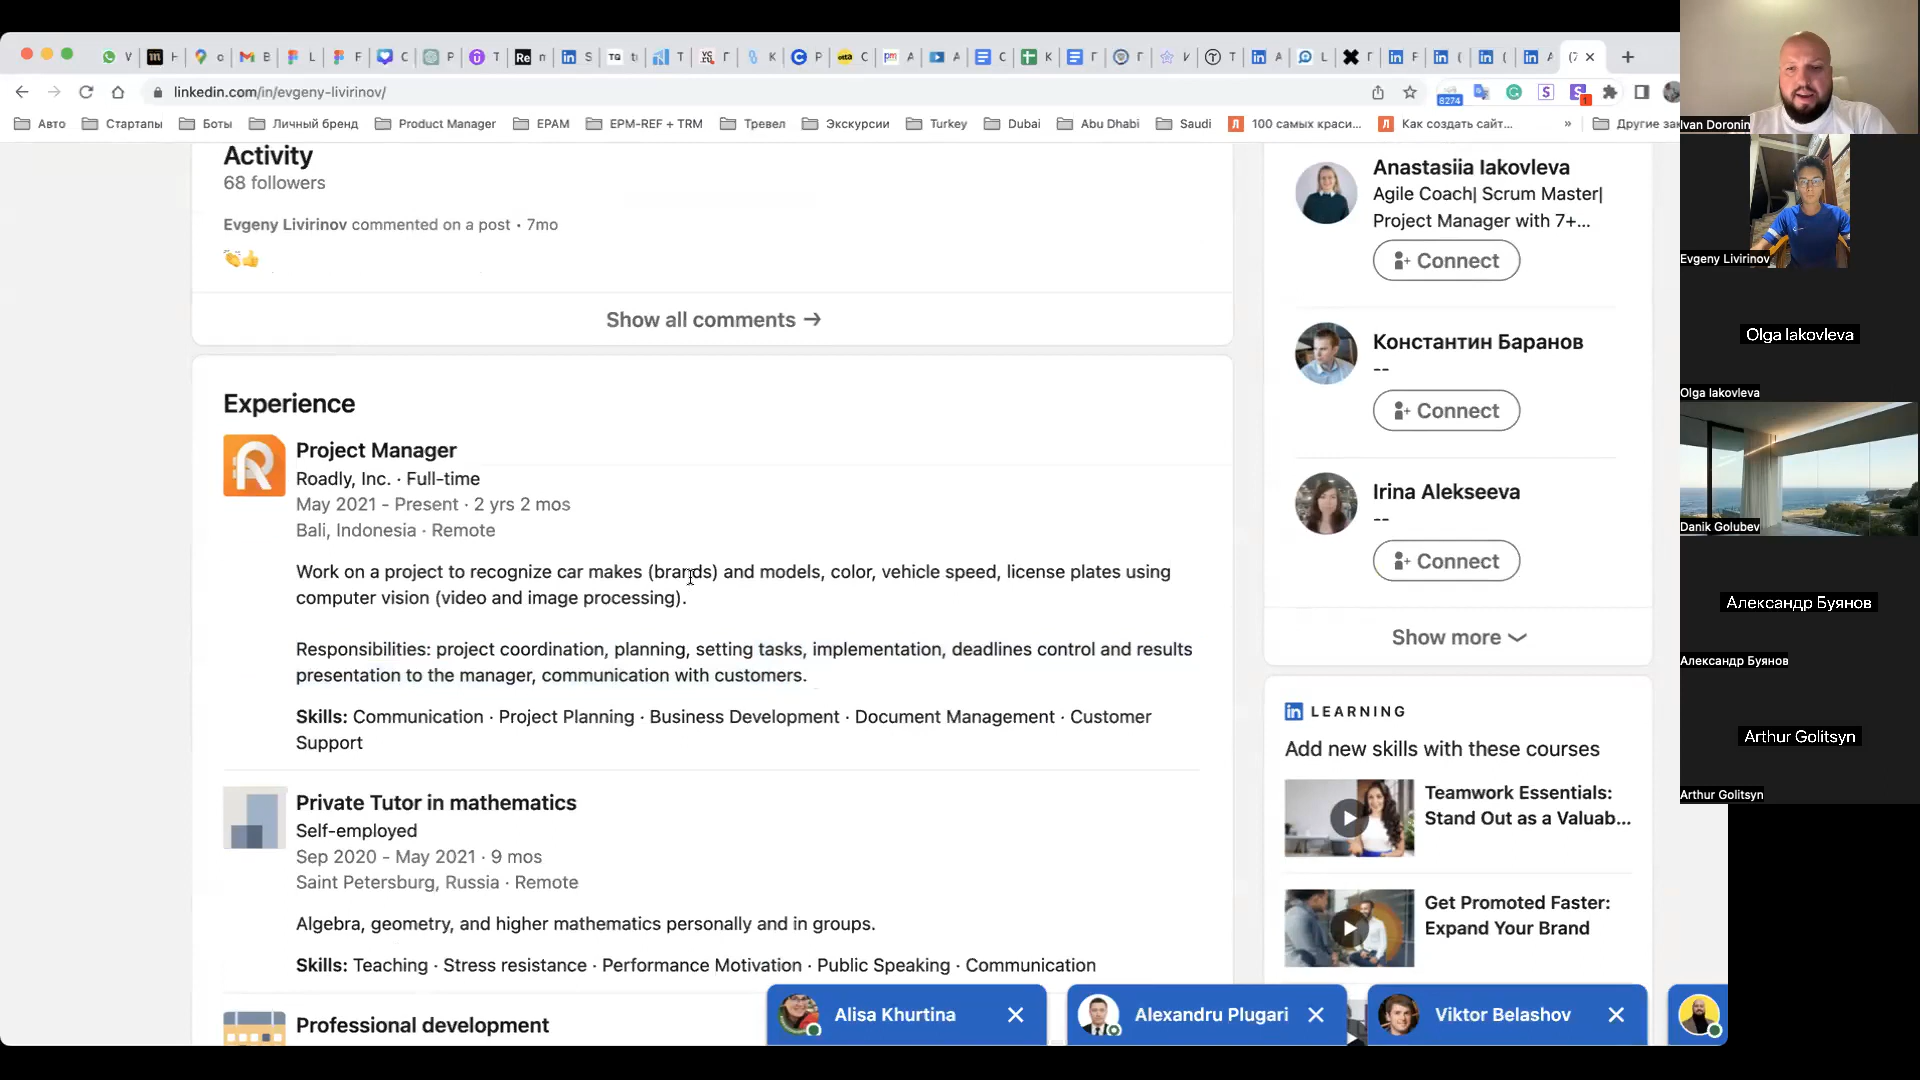 linkedin.com/in/evgeny-livirinov/
8274
1
Авто
Стартапы
Боты
Личный бренд
Product Manager
EPAM
EPM-REF + TRM
Тревел
Экскурсии
Turkey
Dubai
Abu Dhabi
Saudi
100 самых краси...
Как создать сайт...
»
Другие
Activity
68 followers
Evgeny Livirinov commented on a post • 7mo
👏👍
Show all comments →
Experience
Project Manager
Roadly, Inc. · Full-time
May 2021 - Present · 2 yrs 2 mos
Bali, Indonesia · Remote
Work on a project to recognize car makes (brands) and models, color, vehicle speed, license plates using
computer vision (video and image processing).
Responsibilities: project coordination, planning, setting tasks, implementation, deadlines control and results
presentation to the manager, communication with customers.
Skills: Communication · Project Planning · Business Development · Document Management · Customer
Support
Private Tutor in mathematics
Self-employed
Sep 2020 - May 2021 · 9 mos
Saint Petersburg, Russia · Remote
Algebra, geometry, and higher mathematics personally and in groups.
Skills: Teaching · Stress resistance · Performance Motivation · Public Speaking · Communication
Professional development
Anastasiia Iakovleva
Agile Coach| Scrum Master|
Project Manager with 7+...
Connect
Константин Баранов
--
Connect
Irina Alekseeva
--
Connect
Show more
in LEARNING
Add new skills with these courses
Teamwork Essentials:
Stand Out as a Valuab...
Get Promoted Faster:
Expand Your Brand
Alisa Khurtina
Alexandru Plugari
Viktor Belashov
Ivan Doronin
Evgeny Livirinov
Olga Iakovleva
Olga Iakovleva
Danik Golubev
Александр Буянов
Александр Буянов
Arthur Golitsyn
Arthur Golitsyn